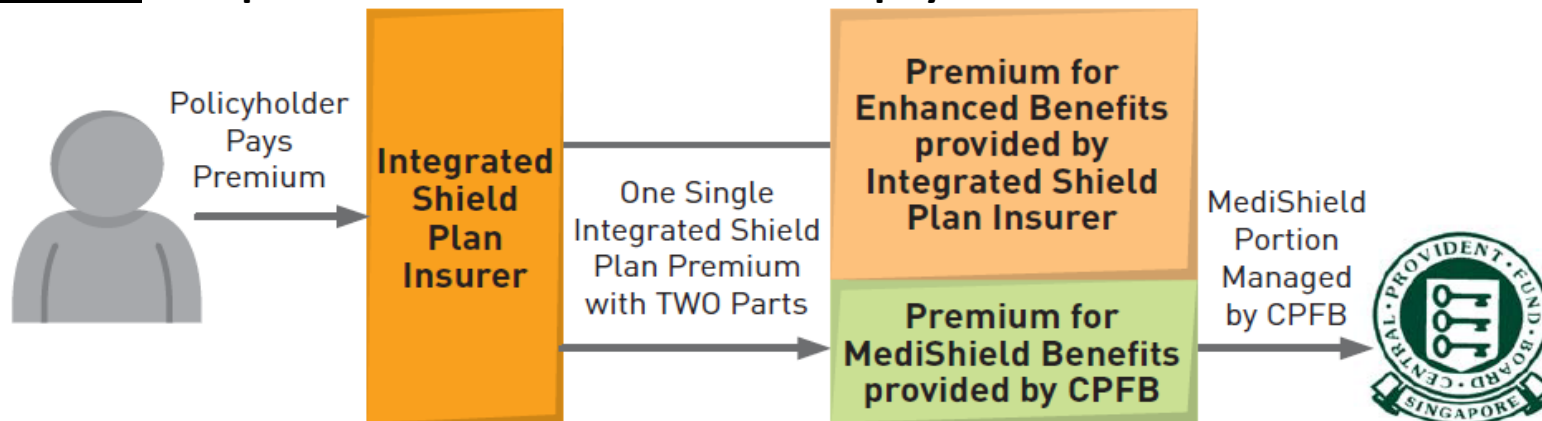 Policyholder
Pays
Premium
Integrated
Shield
Plan
Insurer
One Single
Integrated Shield
Plan Premium
with TWO Parts
Premium for
Enhanced Benefits
provided by
Integrated Shield
Plan Insurer
Premium for
MediShield Benefits
provided by CPFB
MediShield
Portion
Managed
by CPFB
CENTRAL • PROVIDENT • FUND • BOARD
SINGAPORE